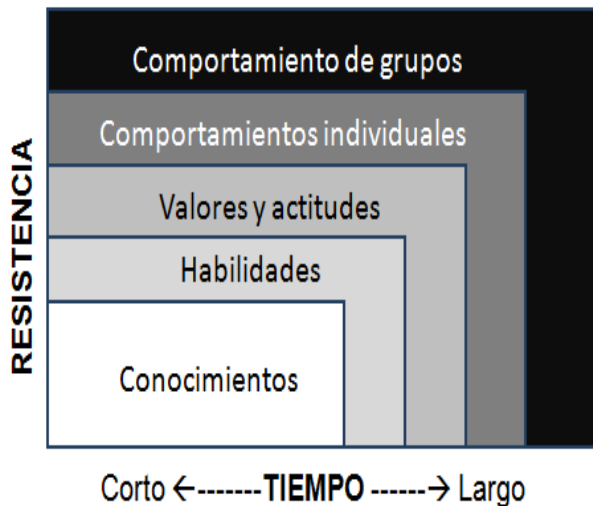 Comportamiento de grupos
Comportamientos individuales
Valores y actitudes
Habilidades
Conocimientos
RESISTENCIA
Corto ←-------TIEMPO ------→ Largo